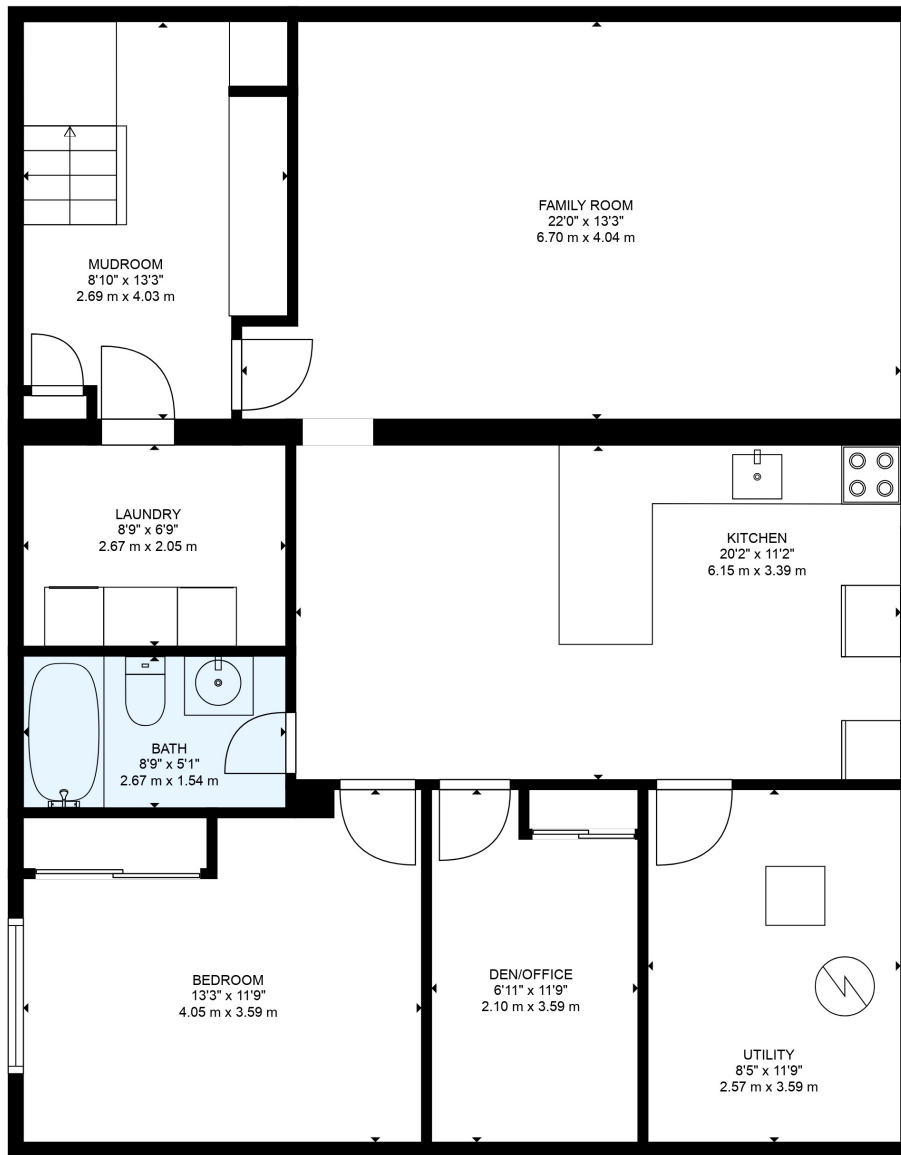 FAMILY ROOM
22'0" x 13'3"
6.70 m x 4.04 m
MUDROOM
8'10" x 13'3"
2.69 m x 4.03 m
LAUNDRY
8'9" x 6'9"
2.67 m x 2.05 m
KITCHEN
20'2" x 11'2"
6.15 m x 3.39 m
BATH
8'9" x 5'1"
2.67 m x 1.54 m
BEDROOM
13'3" x 11'9"
4.05 m x 3.59 m
DEN/OFFICE
6'11" x 11'9"
2.10 m x 3.59 m
UTILITY
8'5" x 11'9"
2.57 m x 3.59 m